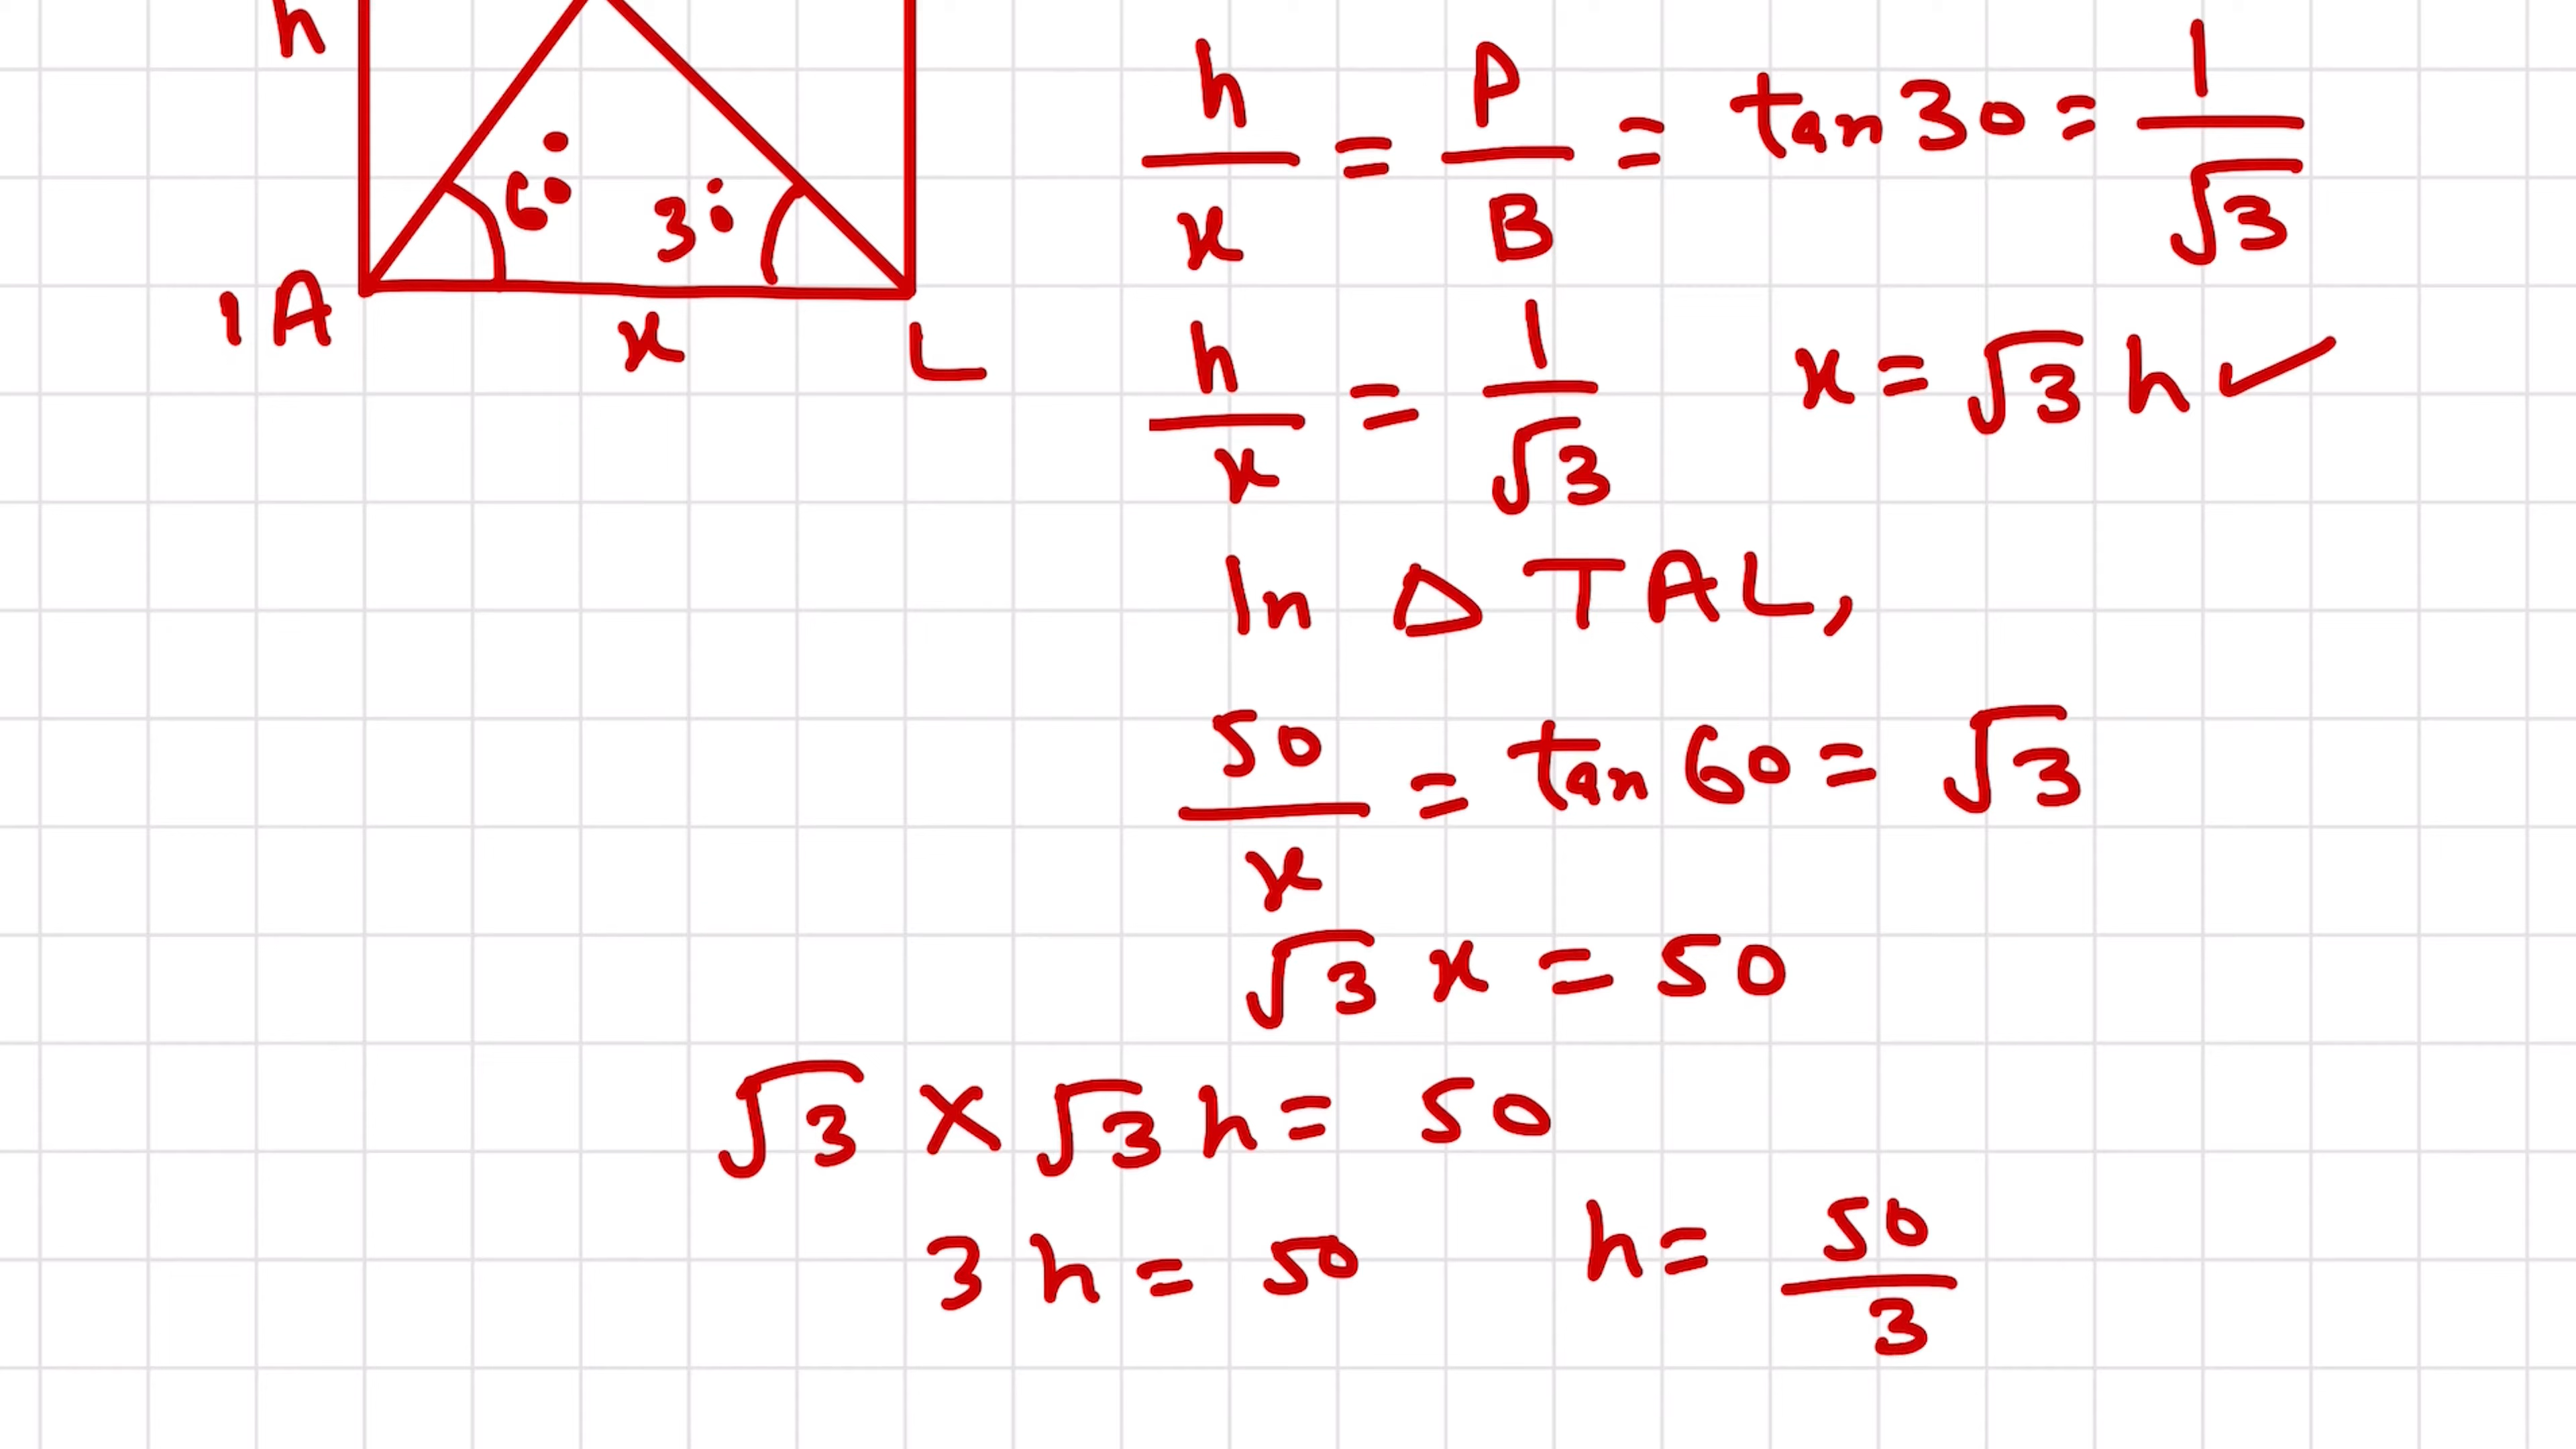 h
60° 30°
1A x L
h/x = P/B = tan30 = 1/√3
h/x = 1/√3 x = √3 h ✓
In Δ TAL,
50/x = tan60 = √3
√3 x = 50
√3 × √3 h = 50
3h = 50 h = 50/3